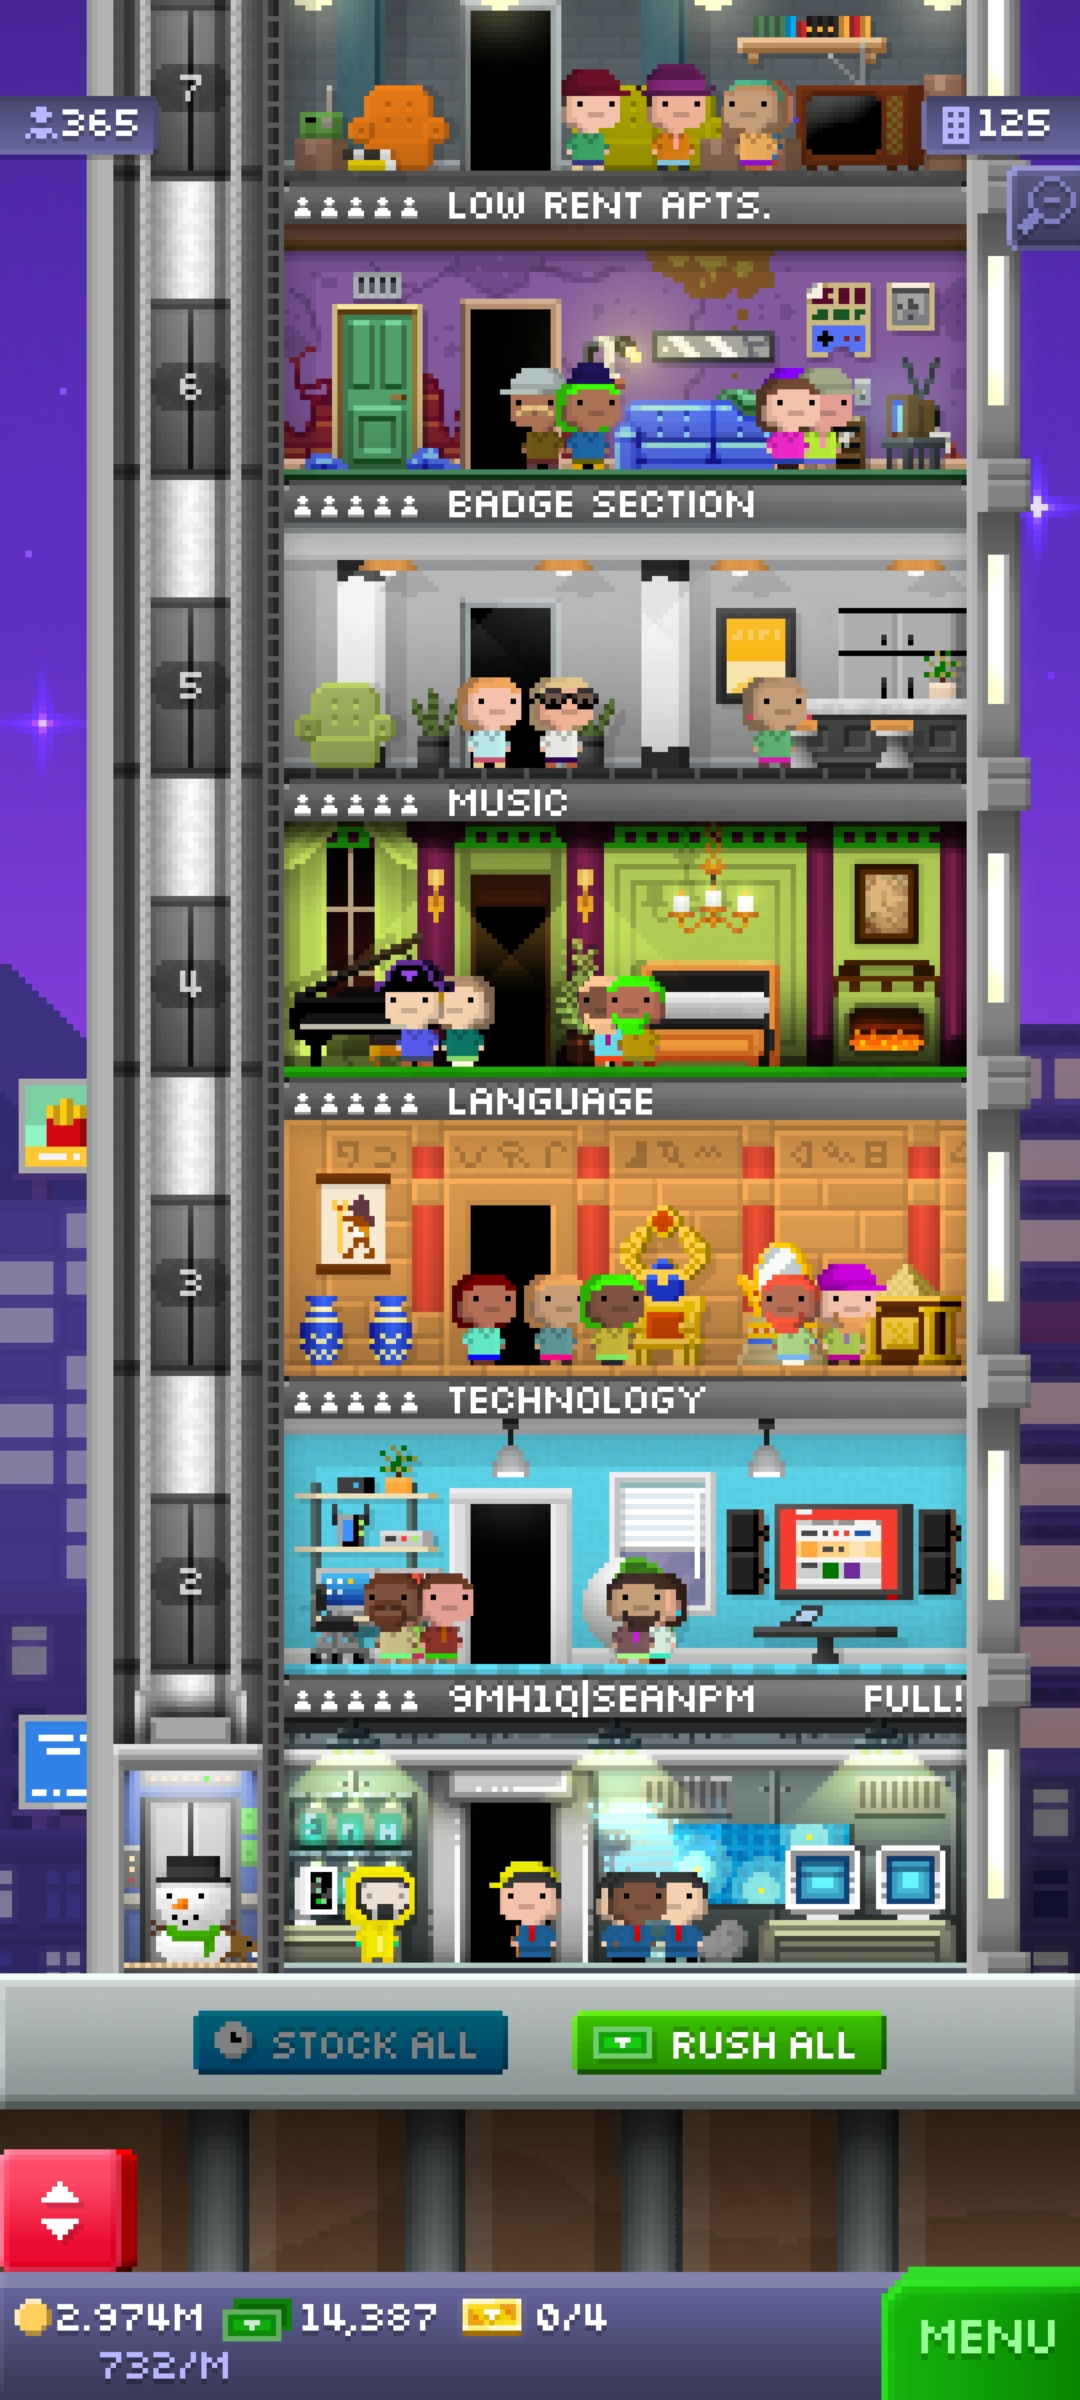 7
365
125
LOW RENT APTS.
6
BADGE SECTION
5
MUSIC
4
LANGUAGE
3
TECHNOLOGY
2
9MH1Q|SEANPM FULL!
STOCK ALL
RUSH ALL
2.974M 14,387 0/4
732/M
MENU